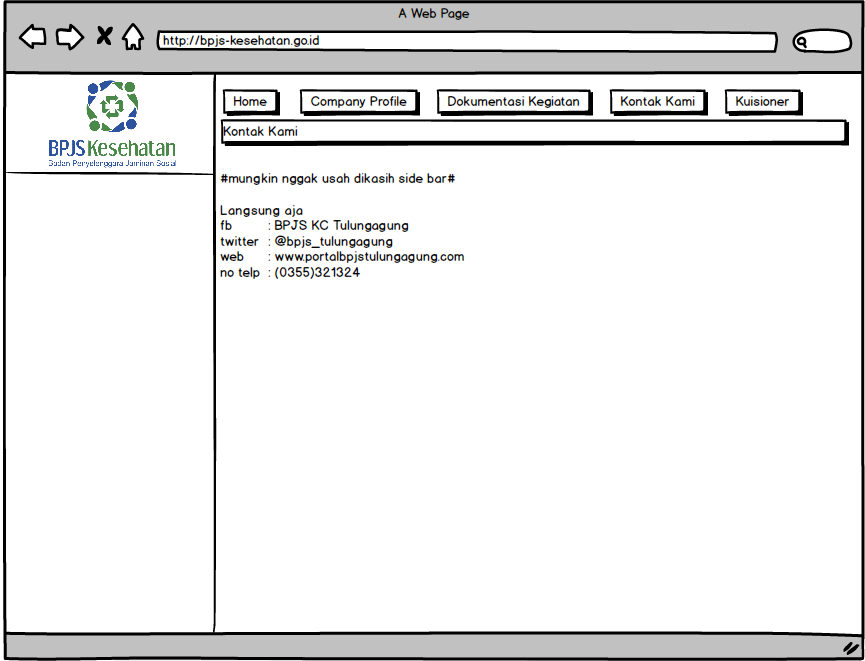 A Web Page
http://bpjs-kesehatan.go.id
BPJS Kesehatan
Badan Penyelenggara Jaminan Sosial
Home Company Profile Dokumentasi Kegiatan Kontak Kami Kuisioner
Kontak Kami
#mungkin nggak usah dikasih side bar#
Langsung aja
fb : BPJS KC Tulungagung
twitter : @bpjs_tulungagung
web : www.portalbpjstulungagung.com
no telp : (0355)321324